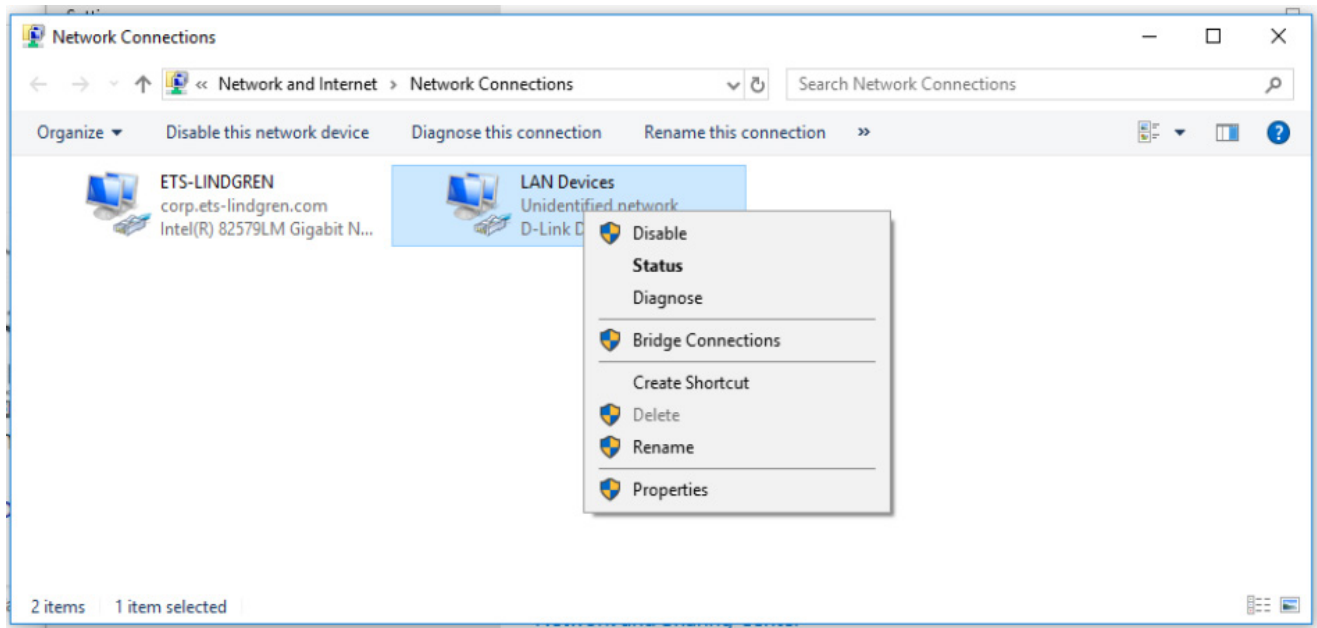 Network Connections
« Network and Internet > Network Connections
Search Network Connections
Organize Disable this network device Diagnose this connection Rename this connection »
ETS-LINDGREN
corp.ets-lindgren.com
Intel(R) 82579LM Gigabit N...
LAN Devices
Unidentified network
D-Link D
Disable
Status
Diagnose
Bridge Connections
Create Shortcut
Delete
Rename
Properties
2 items 1 item selected